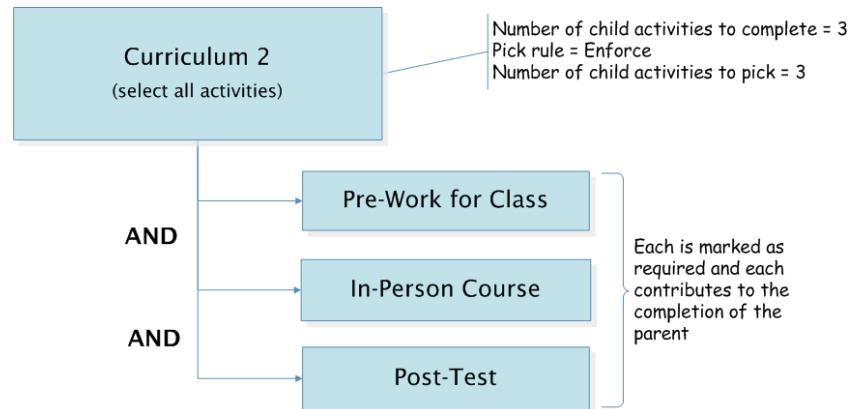 Curriculum 2
(select all activities)
Number of child activities to complete = 3
Pick rule = Enforce
Number of child activities to pick = 3
Pre-Work for Class
AND
In-Person Course
AND
Post-Test
Each is marked as
required and each
contributes to the
completion of the
parent